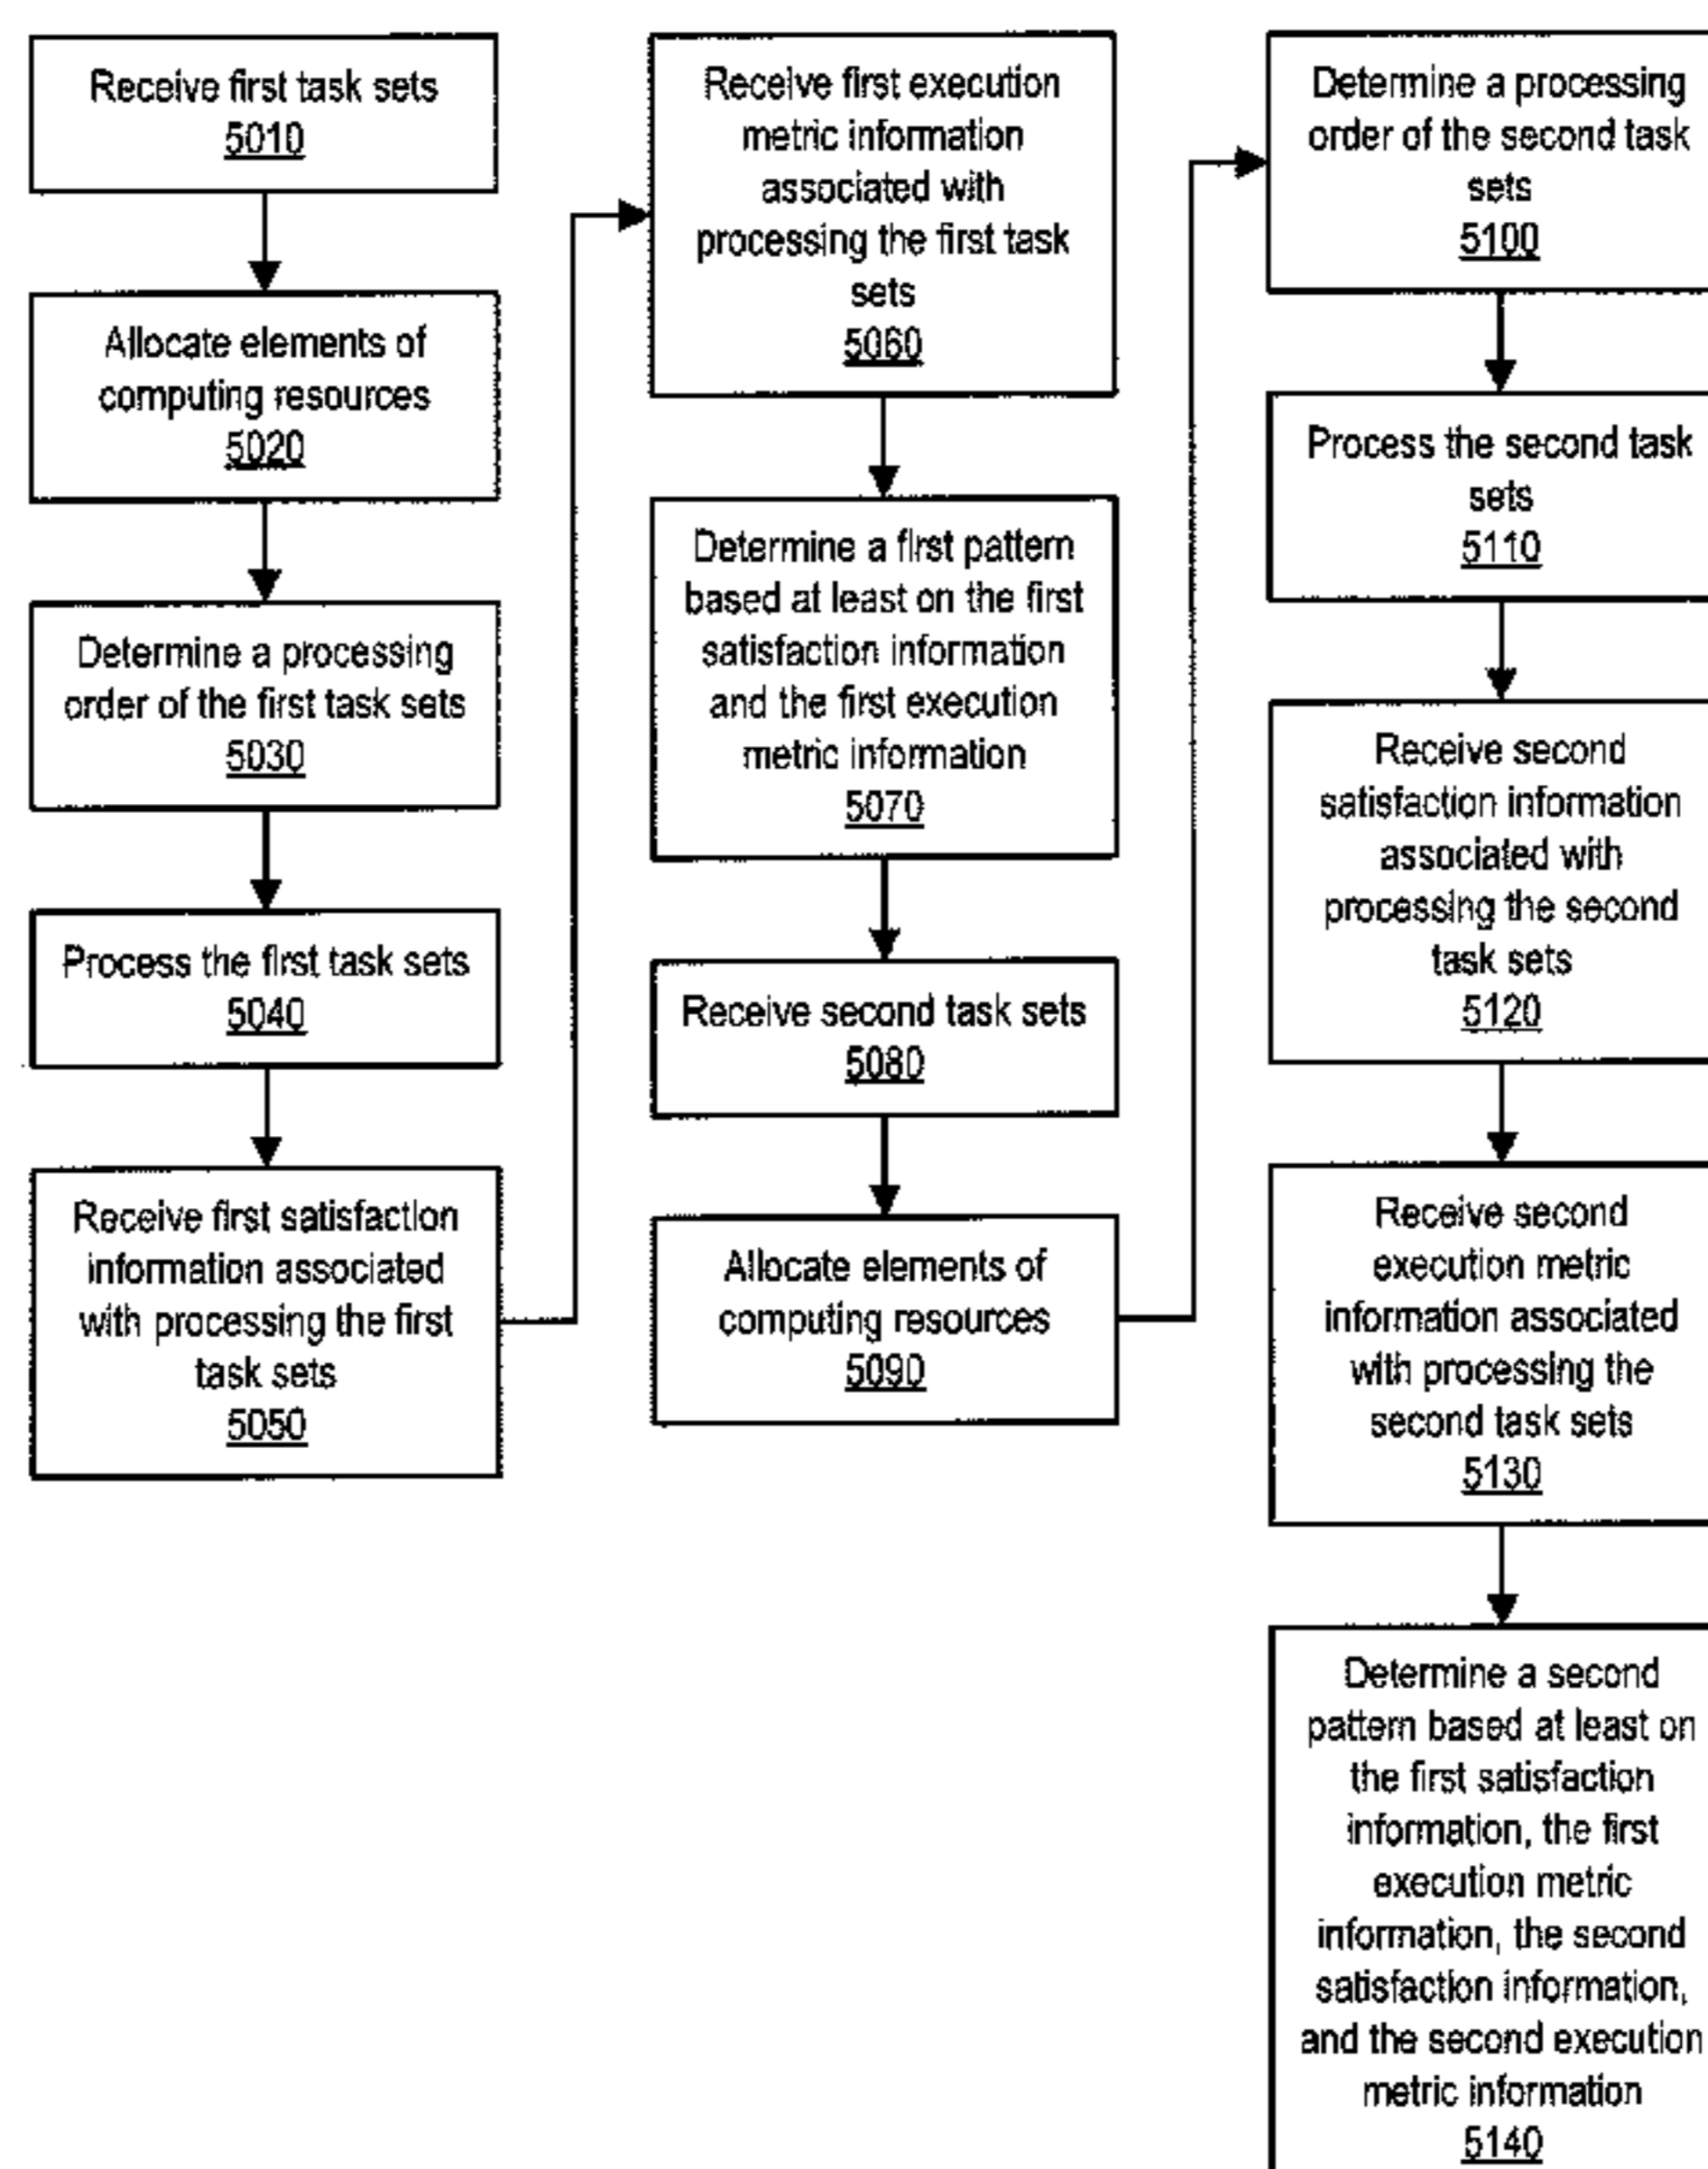 Receive first task sets
5010
Allocate elements of
computing resources
5020
Determine a processing
order of the first task sets
5030
Process the first task sets
5040
Receive first satisfaction
information associated
with processing the first
task sets
5050
Receive first execution
metric information
associated with
processing the first task
sets
5060
Determine a first pattern
based at least on the first
satisfaction information
and the first execution
metric information
5070
Receive second task sets
5080
Allocate elements of
computing resources
5090
Determine a processing
order of the second task
sets
5100
Process the second task
sets
5110
Receive second
satisfaction information
associated with
processing the second
task sets
5120
Receive second
execution metric
information associated
with processing the
second task sets
5130
Determine a second
pattern based at least on
the first satisfaction
information, the first
execution metric
information, the second
satisfaction information,
and the second execution
metric information
5140